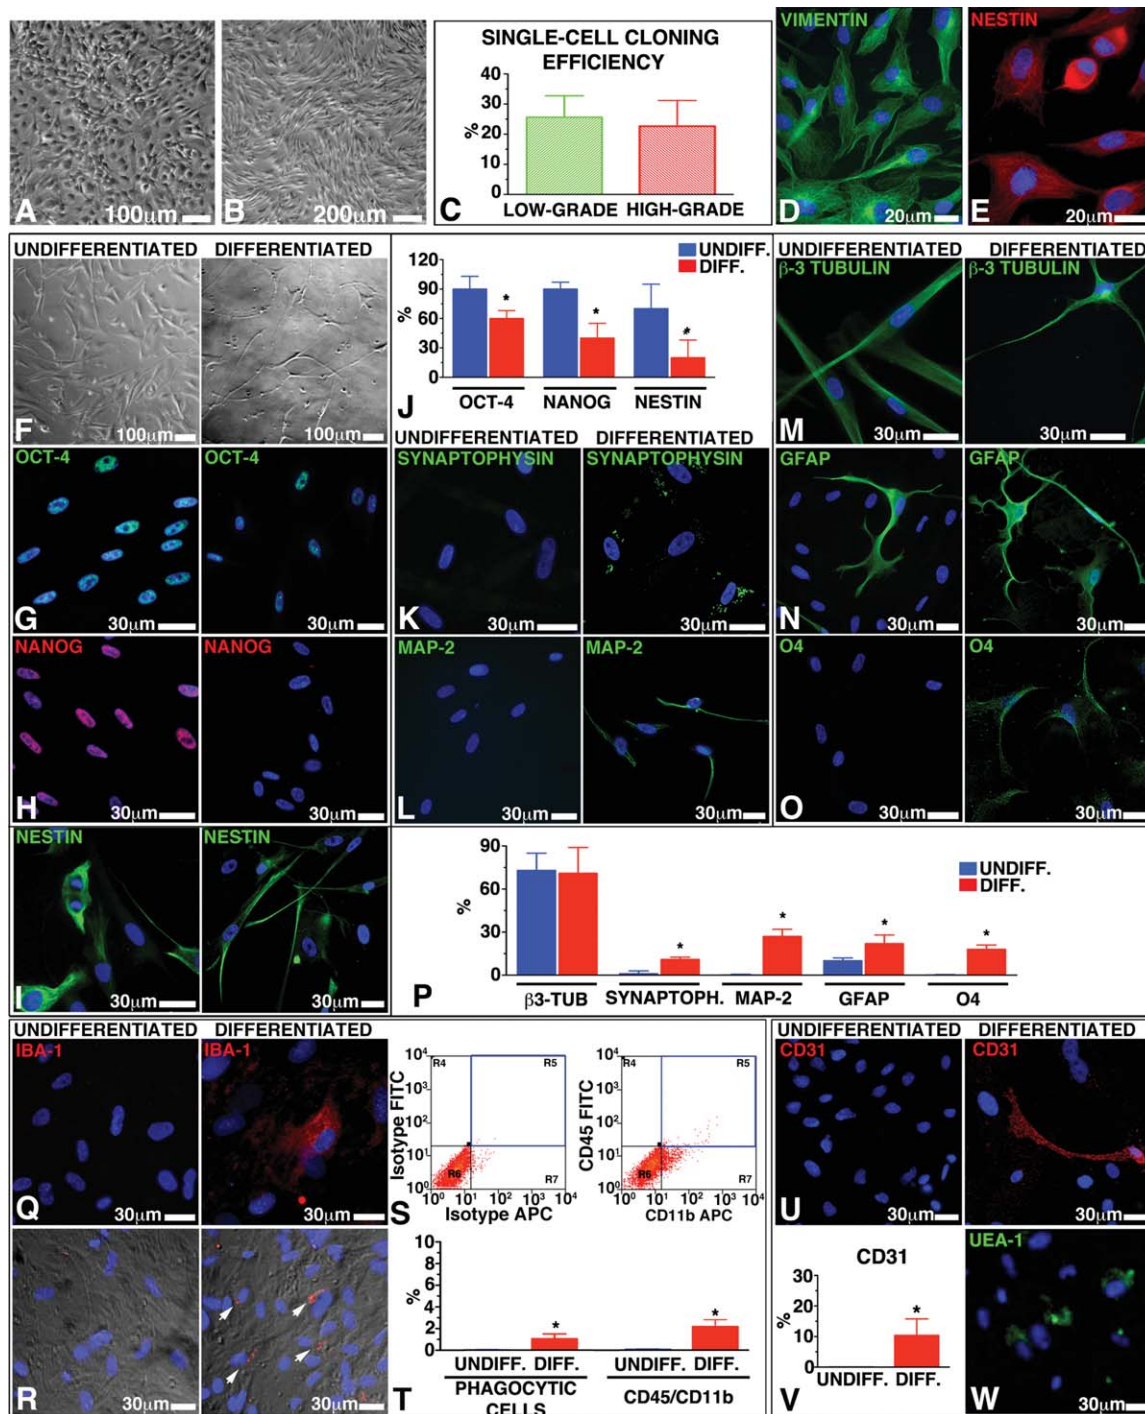 A
100µm
B
200µm
SINGLE-CELL CLONING
EFFICIENCY
%
40
30
20
10
0
LOW-GRADE HIGH-GRADE
C
VIMENTIN
D
20µm
NESTIN
E
20µm
UNDIFFERENTIATED DIFFERENTIATED
F
100µm
100µm
120
90
60
30
0
%
UNDIFF.
DIFF.
*
*
*
OCT-4 NANOG NESTIN
J
UNDIFFERENTIATED DIFFERENTIATED
β-3 TUBULIN
β-3 TUBULIN
M
30µm
30µm
OCT-4
OCT-4
G
30µm
30µm
UNDIFFERENTIATED DIFFERENTIATED
SYNAPTOPHYSIN
SYNAPTOPHYSIN
K
30µm
30µm
GFAP
GFAP
N
30µm
30µm
NANOG
NANOG
H
30µm
30µm
MAP-2
MAP-2
L
30µm
30µm
O4
O4
O
30µm
30µm
NESTIN
NESTIN
I
30µm
30µm
90
60
30
0
%
UNDIFF.
DIFF.
*
*
*
*
β3-TUB SYNAPTOPH. MAP-2 GFAP O4
P
UNDIFFERENTIATED DIFFERENTIATED
IBA-1
IBA-1
Q
30µm
30µm
R4
R5
R6
R7
10⁴
10³
10²
10¹
10⁰
Isotype FITC
10⁰ 10¹ 10² 10³ 10⁴
Isotype APC
R4
R5
R6
R7
10⁴
10³
10²
10¹
10⁰
CD45 FITC
10⁰ 10¹ 10² 10³ 10⁴
CD11b APC
S
UNDIFFERENTIATED DIFFERENTIATED
CD31
CD31
U
30µm
30µm
R
30µm
30µm
10
8
6
4
2
0
%
*
*
UNDIFF. DIFF. UNDIFF. DIFF.
PHAGOCYTIC
CELLS
CD45/CD11b
T
CD31
30
20
10
0
%
*
UNDIFF. DIFF.
V
UEA-1
W
30µm